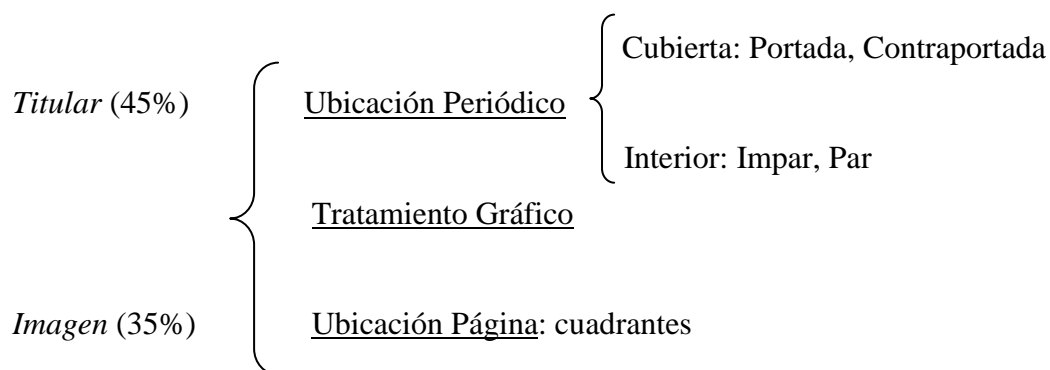 Cubierta: Portada, Contraportada
Titular (45%)
Ubicación Periódico
Interior: Impar, Par
Tratamiento Gráfico
Imagen (35%)
Ubicación Página: cuadrantes